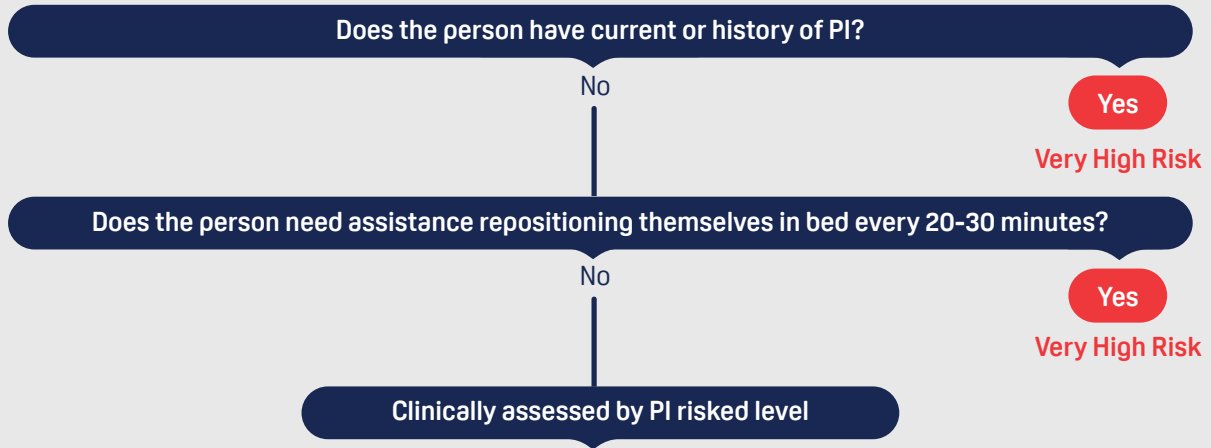 Does the person have current or history of PI?
No
Yes
Very High Risk
Does the person need assistance repositioning themselves in bed every 20-30 minutes?
No
Yes
Very High Risk
Clinically assessed by PI risked level